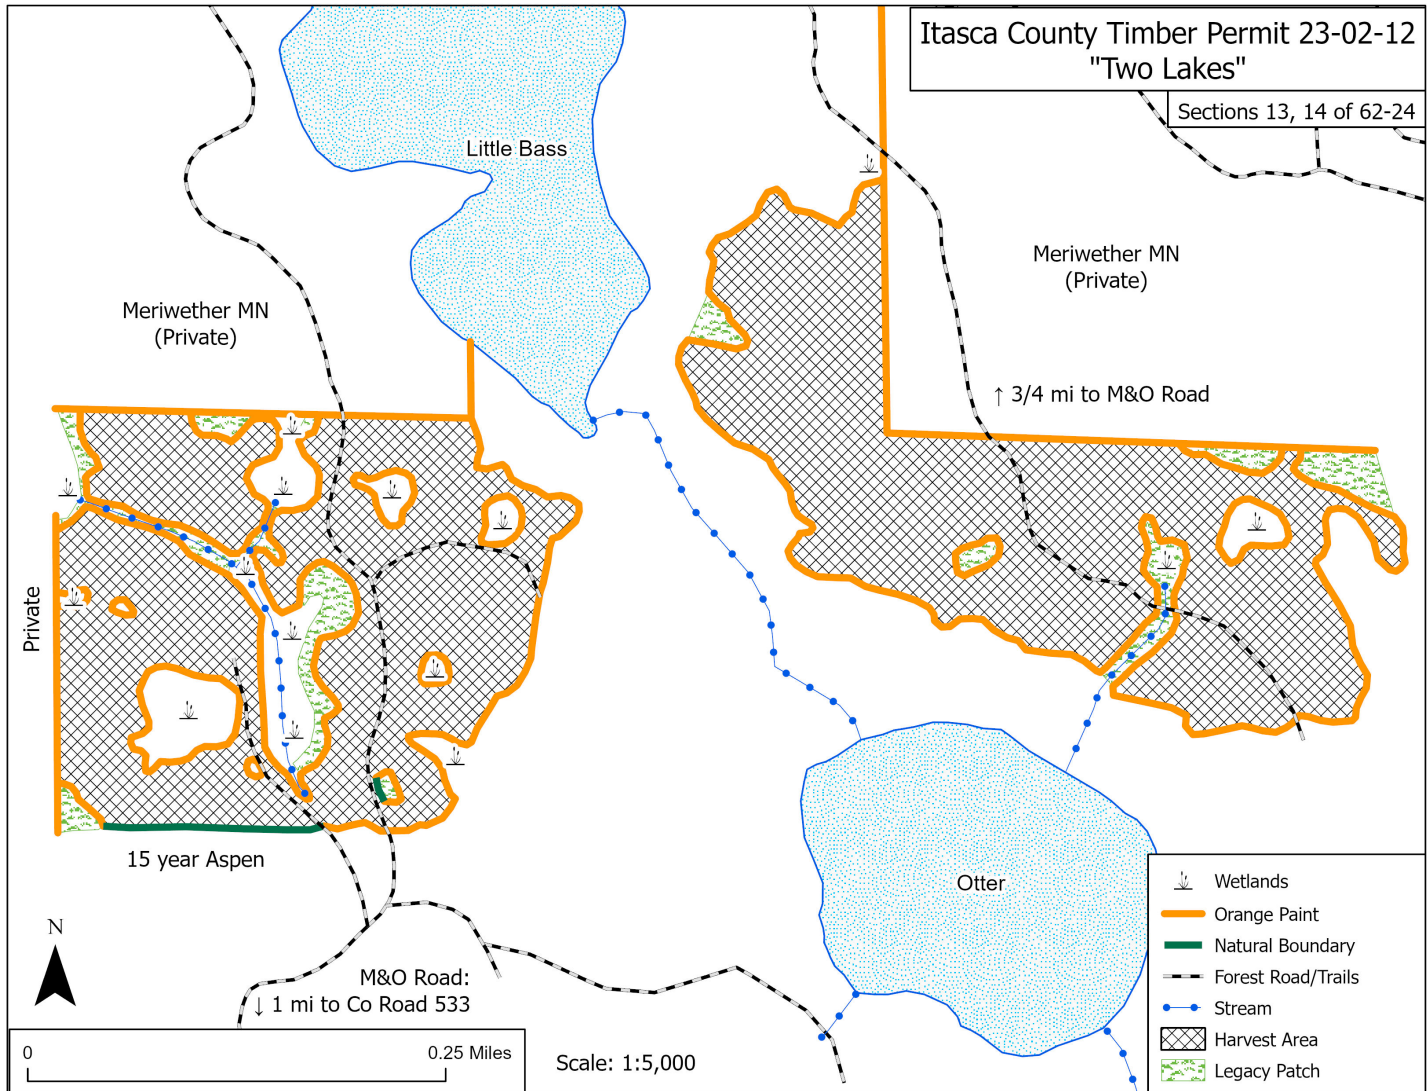 Itasca County Timber Permit 23-02-12
"Two Lakes"
Sections 13, 14 of 62-24
Little Bass
Meriwether MN
(Private)
Meriwether MN
(Private)
↑ 3/4 mi to M&O Road
Private
15 year Aspen
Otter
N
M&O Road:
↓ 1 mi to Co Road 533
0
0.25 Miles
Scale: 1:5,000
Wetlands
Orange Paint
Natural Boundary
Forest Road/Trails
Stream
Harvest Area
Legacy Patch